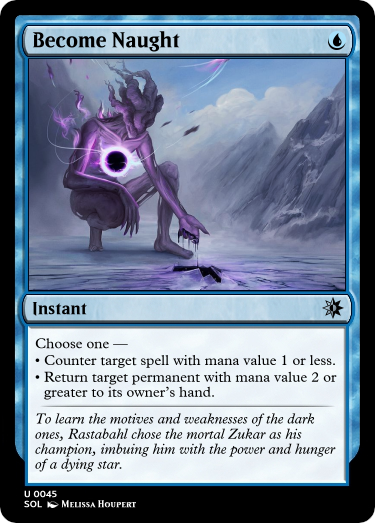 Become Naught
Instant
Choose one —
• Counter target spell with mana value 1 or less.
• Return target permanent with mana value 2 or
greater to its owner's hand.
To learn the motives and weaknesses of the dark
ones, Rastabahl chose the mortal Zukar as his
champion, imbuing him with the power and hunger
of a dying star.
U 0045
SOL Melissa Houpert